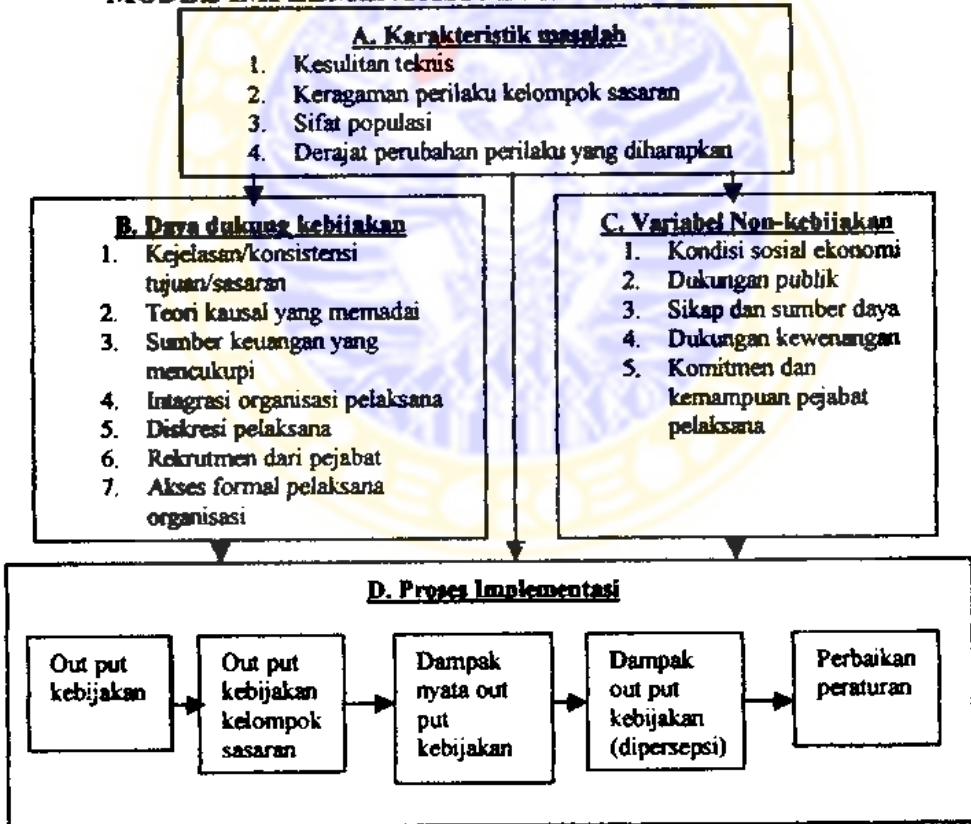 A. Karakteristik masalah
1. Kesulitan teknis
2. Keragaman perilaku kelompok sasaran
3. Sifat populasi
4. Derajat perubahan perilaku yang diharapkan
B. Daya dukung kebijakan
1. Kejelasan/konsistensi
tujuan/sasaran
2. Teori kausal yang memadai
3. Sumber keuangan yang
mencukupi
4. Intagrasi organisasi pelaksana
5. Diskresi pelaksana
6. Rekrutmen dari pejabat
7. Akses formal pelaksana
organisasi
C. Variabel Non-kebijakan
1. Kondisi sosial ekonomi
2. Dukungan publik
3. Sikap dan sumber daya
4. Dukungan kewenangan
5. Komitmen dan
kemampuan pejabat
pelaksana
D. Proses Implementasi
Out put
kebijakan
Out put
kebijakan
kelompok
sasaran
Dampak
nyata out
put
kebijakan
Dampak
out put
kebijakan
(dipersepsi)
Perbaikan
peraturan